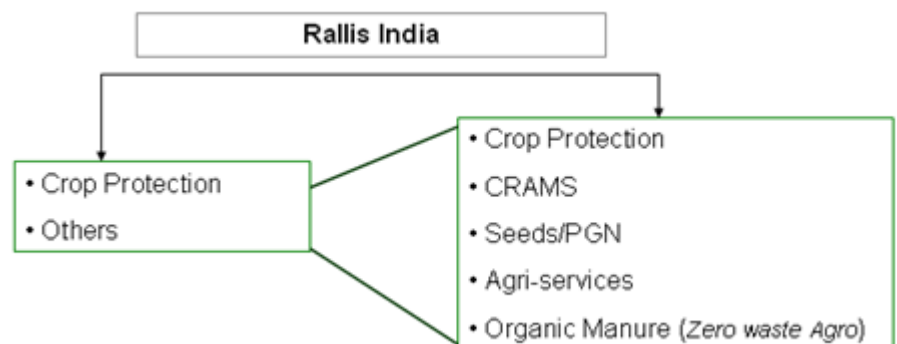 Rallis India
• Crop Protection
• Others
• Crop Protection
• CRAMS
• Seeds/PGN
• Agri-services
• Organic Manure (Zero waste Agro)